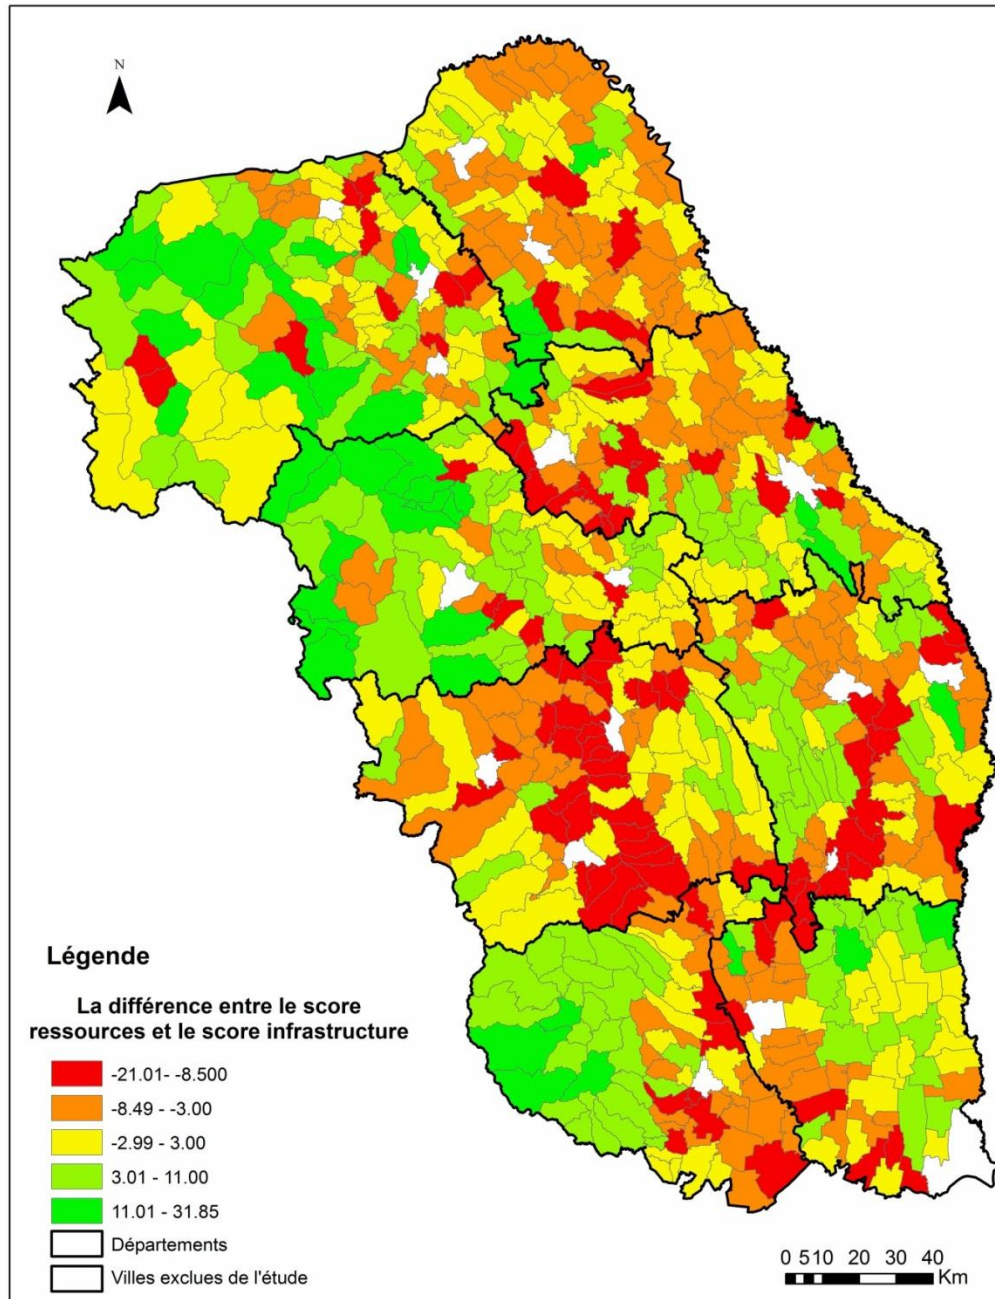 N
Légende
La différence entre le score
ressources et le score infrastructure
-21.01- -8.500
-8.49 - -3.00
-2.99 - 3.00
3.01 - 11.00
11.01 - 31.85
Départements
Villes exclues de l'étude
0 510 20 30 40
Km